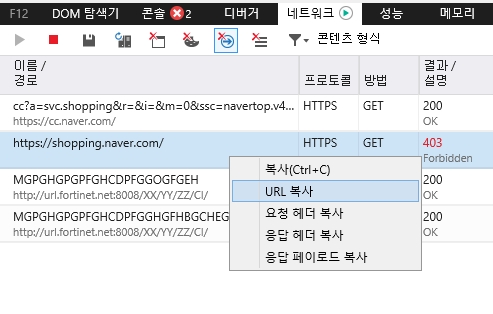 F12 DOM 탐색기 콘솔 2 디버거 네트워크 성능 메모리
콘텐츠 형식
이름 /
경로
프로토콜 방법
결과 /
설명
cc?a=svc.shopping&r=&i=&m=0&ssc=navertop.v4... HTTPS GET 200
https://cc.naver.com/ OK
https://shopping.naver.com/ HTTPS GET 403
Forbidden
MGPGHGPGPFGHCDPFGGOGFGEH 200
http://url.fortinet.net:8008/XX/YY/ZZ/CI/ OK
MGPGHGPGPFGHCDPFGGHGFHBGCHEG 200
http://url.fortinet.net:8008/XX/YY/ZZ/CI/ OK
복사(Ctrl+C)
URL 복사
요청 헤더 복사
응답 헤더 복사
응답 페이로드 복사